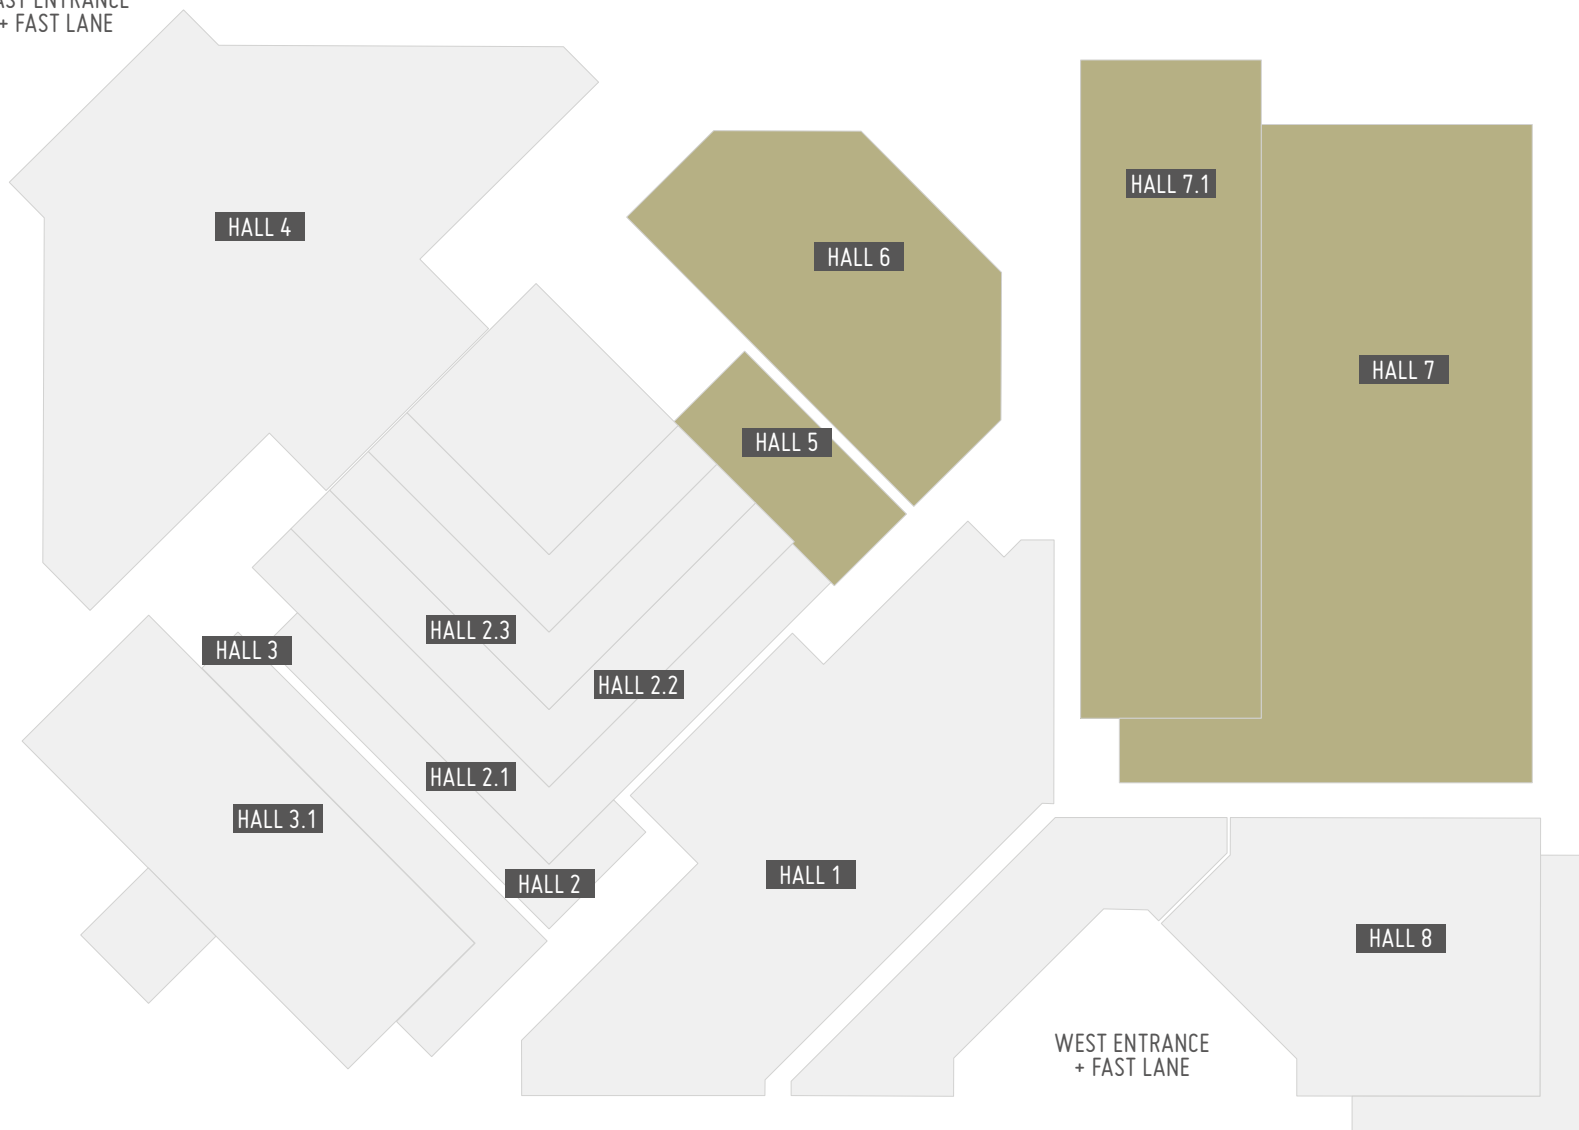 + FAST LANE
HALL 7.1
HALL 4
HALL 6
HALL 7
HALL 5
HALL 2.3
HALL 3
HALL 2.2
HALL 2.1
HALL 3.1
HALL 1
HALL 2
HALL 8
WEST ENTRANCE
+ FAST LANE